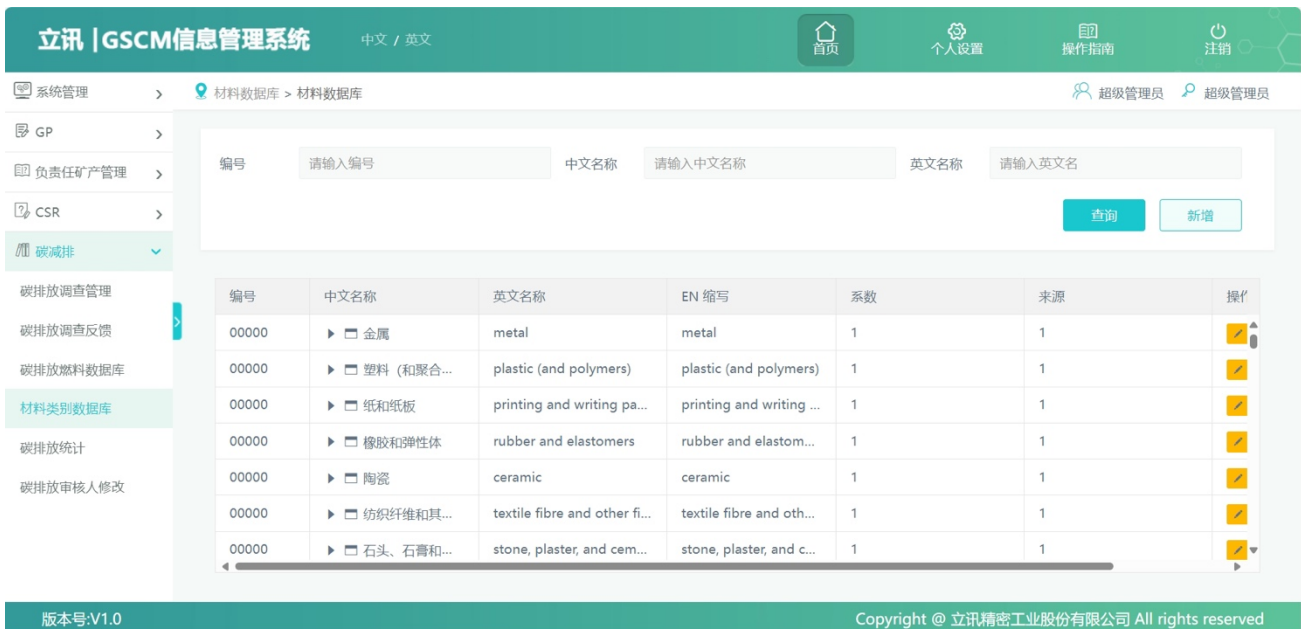 立讯 |GSCM信息管理系统 中文 / 英文 首页 个人设置 操作指南 注销
系统管理
GP
负责任矿产管理
CSR
碳减排
碳排放调查管理
碳排放调查反馈
碳排放燃料数据库
材料类别数据库
碳排放统计
碳排放审核人修改
材料数据库 > 材料数据库 超级管理员 超级管理员
编号 请输入编号 中文名称 请输入中文名称 英文名称 请输入英文名
查询 新增
编号 中文名称 英文名称 EN 缩写 系数 来源 操作
00000 金属 metal metal 1 1
00000 塑料（和聚合... plastic (and polymers) plastic (and polymers) 1 1
00000 纸和纸板 printing and writing pa... printing and writing ... 1 1
00000 橡胶和弹性体 rubber and elastomers rubber and elastom... 1 1
00000 陶瓷 ceramic ceramic 1 1
00000 纺织纤维和其... textile fibre and other fi... textile fibre and oth... 1 1
00000 石头、石膏和... stone, plaster, and cem... stone, plaster, and c... 1 1
版本号:V1.0 Copyright @ 立讯精密工业股份有限公司 All rights reserved